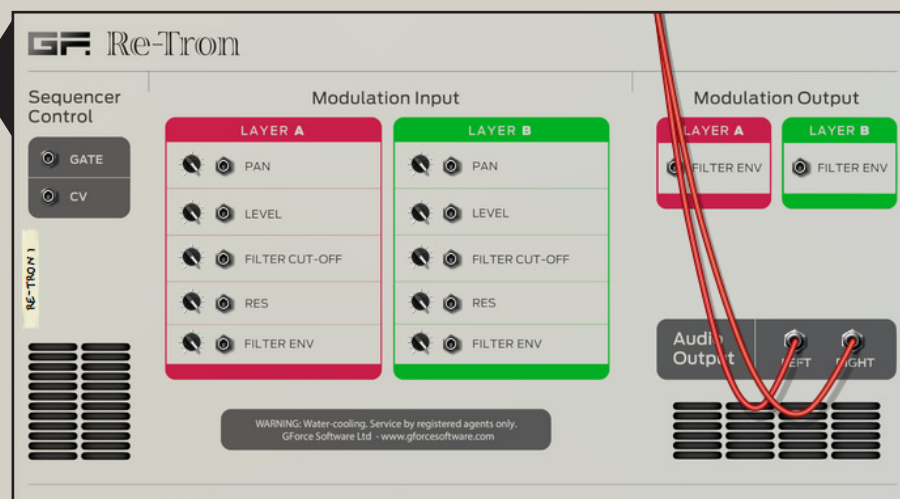 GF. Re-Tron
Sequencer
Control
GATE
CV
RE-TRON 1
Modulation Input
LAYER A
PAN
LEVEL
FILTER CUT-OFF
RES
FILTER ENV
LAYER B
PAN
LEVEL
FILTER CUT-OFF
RES
FILTER ENV
Modulation Output
LAYER A
FILTER ENV
LAYER B
FILTER ENV
Audio
Output
LEFT
RIGHT
WARNING: Water-cooling. Service by registered agents only.
GForce Software Ltd - www.gforcesoftware.com